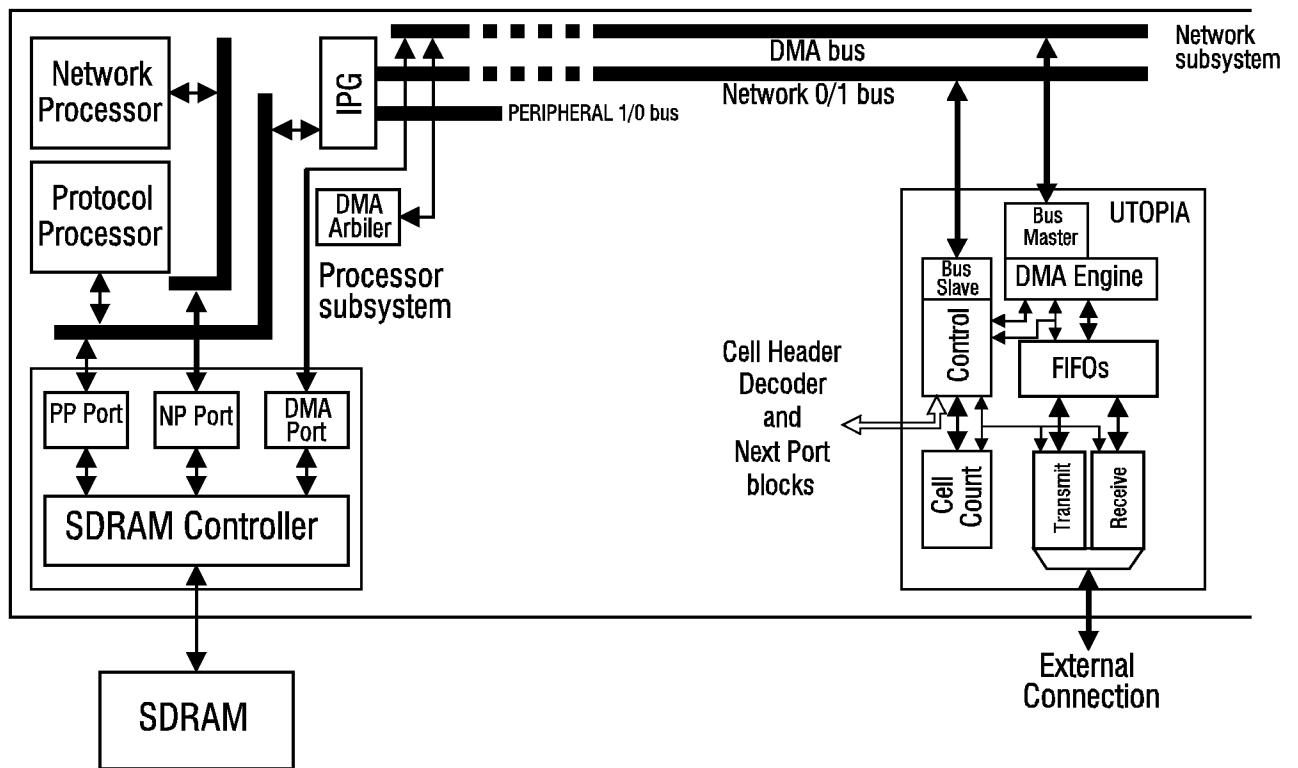 Network
Processor
IPG
DMA bus
Network 0/1 bus
PERIPHERAL 1/0 bus
Network
subsystem
Protocol
Processor
DMA
Arbiler
Processor
subsystem
PP Port
NP Port
DMA
Port
SDRAM Controller
SDRAM
UTOPIA
Bus
Master
DMA Engine
Bus
Slave
Control
FIFOs
Cell Header
Decoder
and
Next Port
blocks
Cell
Count
Transmit
Receive
External
Connection